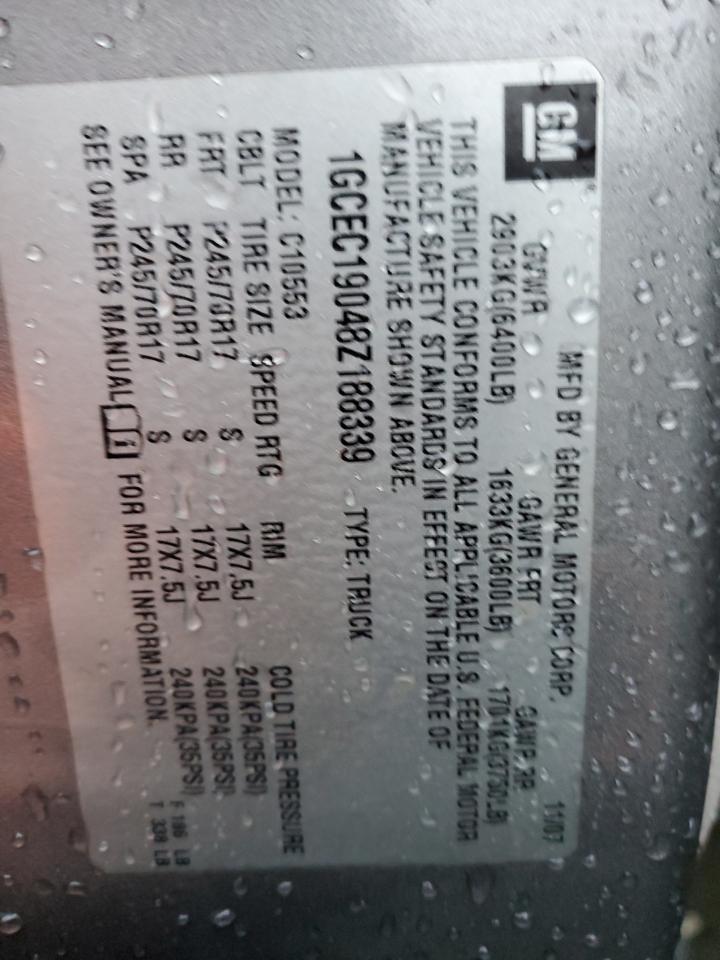 GM
MFD BY GENERAL MOTORS CORP. 11/07
GVWR GAWR FRT GAWR RR
2903KG(6400LB) 1633KG(3600LB) 1701KG(3750LB)
THIS VEHICLE CONFORMS TO ALL APPLICABLE U.S. FEDERAL MOTOR
VEHICLE SAFETY STANDARDS IN EFFECT ON THE DATE OF
MANUFACTURE SHOWN ABOVE.
1GCEC19048Z188339 TYPE: TRUCK
MODEL: C10553
CBLT TIRE SIZE SPEED RTG RIM COLD TIRE PRESSURE
FRT P245/70R17 S 17X7.5J 240KPA(35PSI)
RR P245/70R17 S 17X7.5J 240KPA(35PSI)
SPA P245/70R17 S 17X7.5J 240KPA(35PSI)
SEE OWNER'S MANUAL FOR MORE INFORMATION.
F 186 LB
T 339 LB